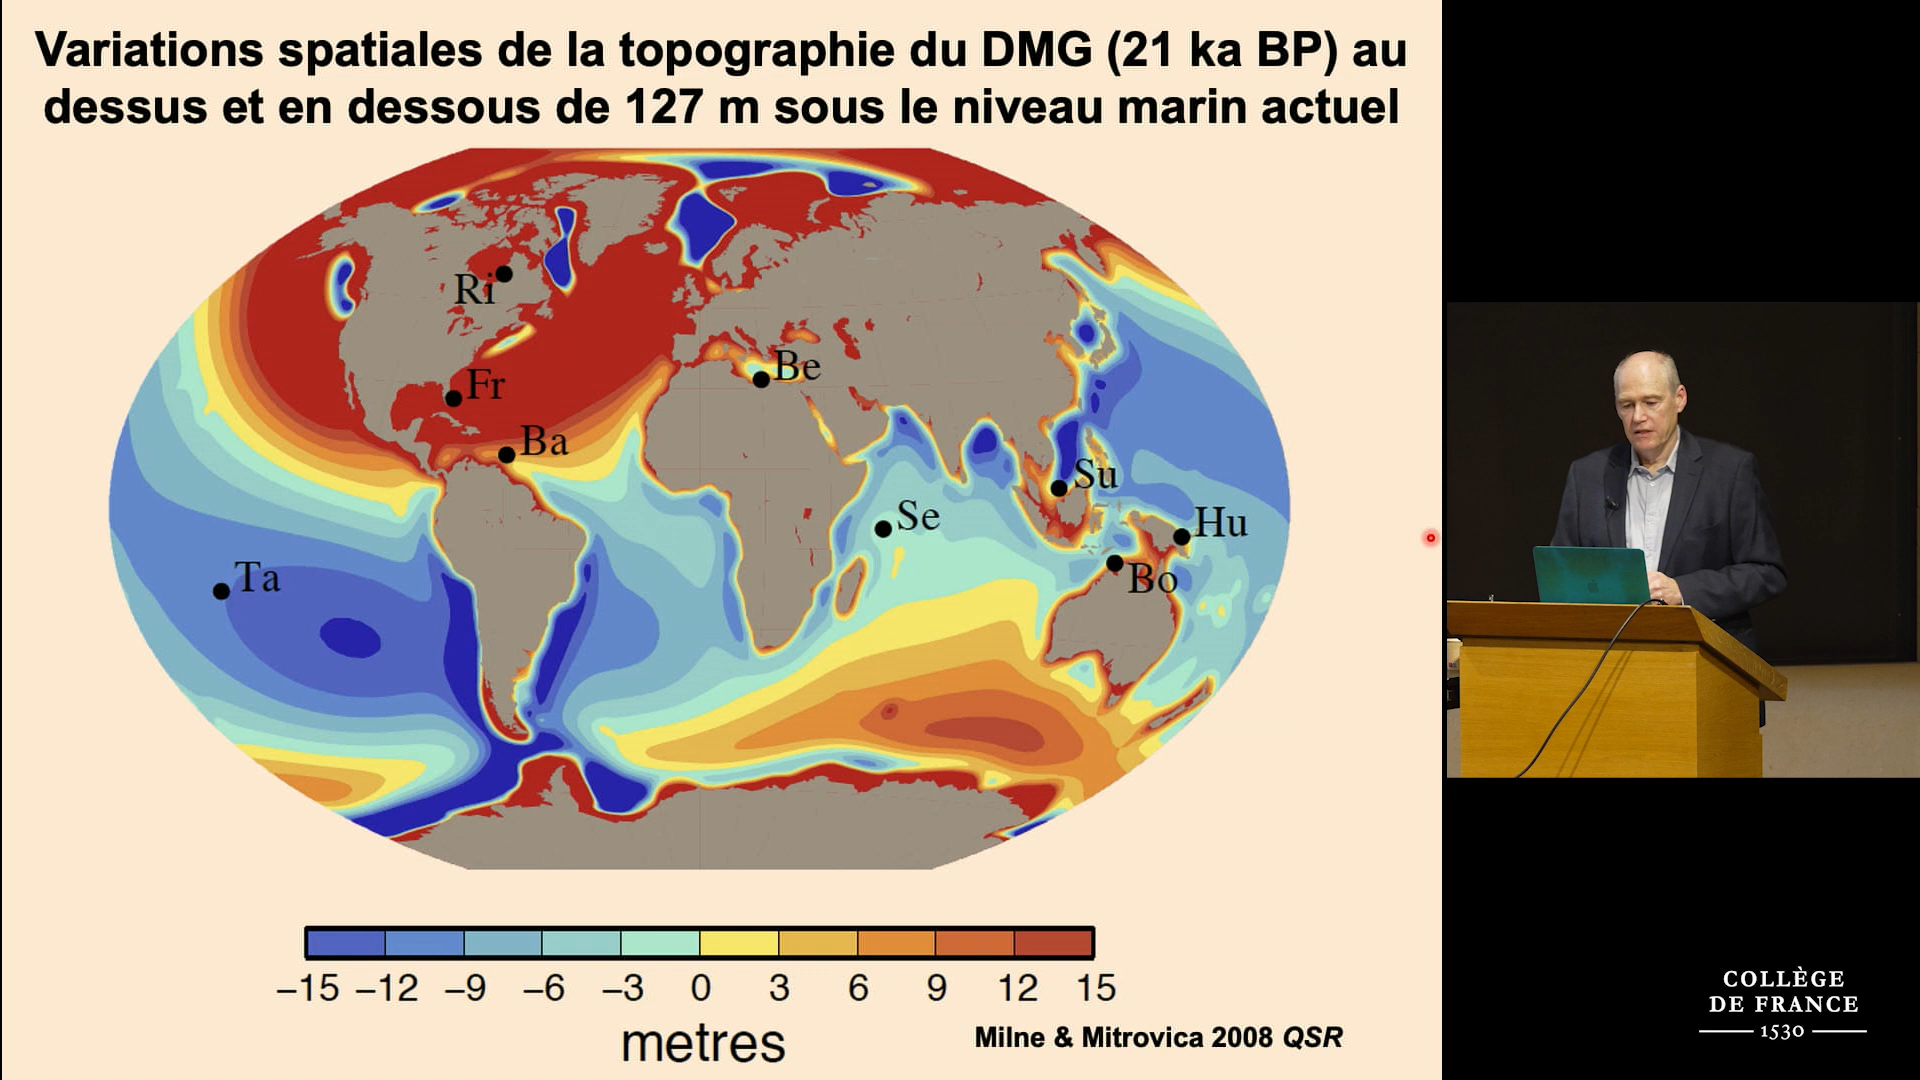 Variations spatiales de la topographie du DMG (21 ka BP) au
dessus et en dessous de 127 m sous le niveau marin actuel
Ri
Be
Fr
Ba
Su
Se
Hu
Ta
Bo
−15 −12 −9 −6 −3 0 3 6 9 12 15
metres
Milne & Mitrovica 2008 QSR
COLLÈGE
DE FRANCE
1530